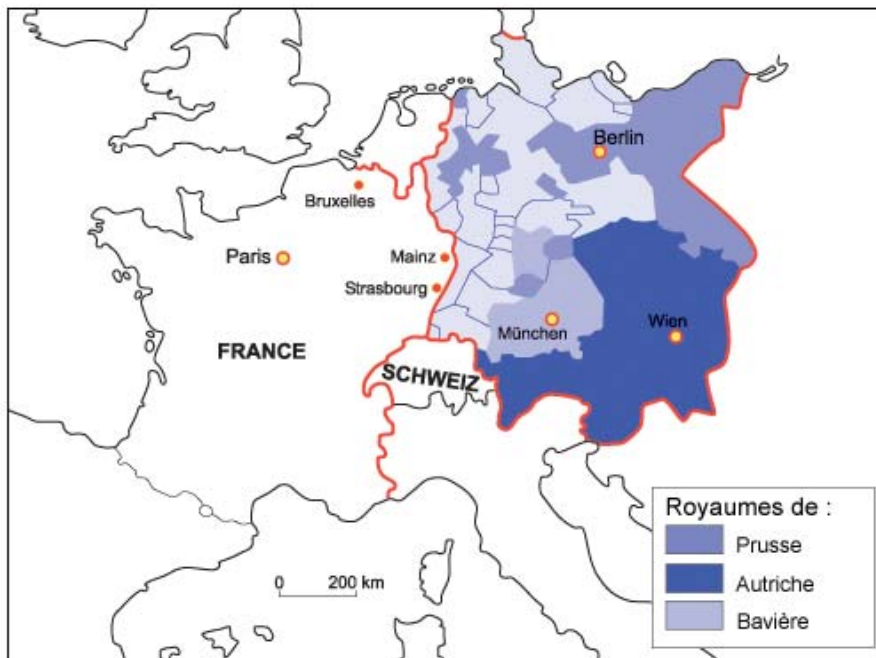 Berlin
Bruxelles
Paris
Mainz
Strasbourg
München
Wien
FRANCE
SCHWEIZ
0 200 km
Royaumes de :
Prusse
Autriche
Bavière